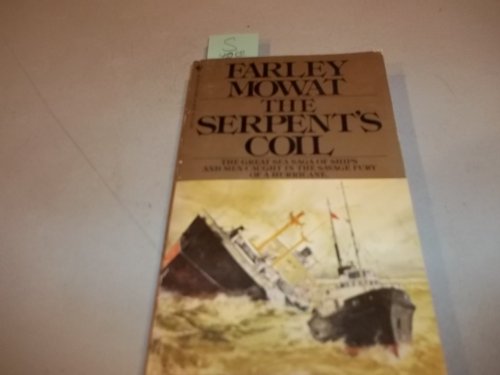 S
FARLEY
MOWAT
THE
SERPENT'S
COIL
THE GREAT SEA SAGA OF SHIPS
AND MEN CAUGHT IN THE SAVAGE FURY
OF A HURRICANE